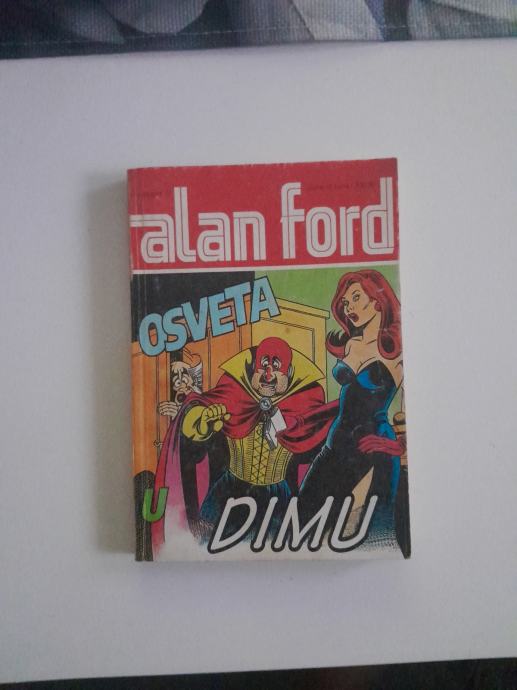 alan ford
OSVETA
U
DIMU